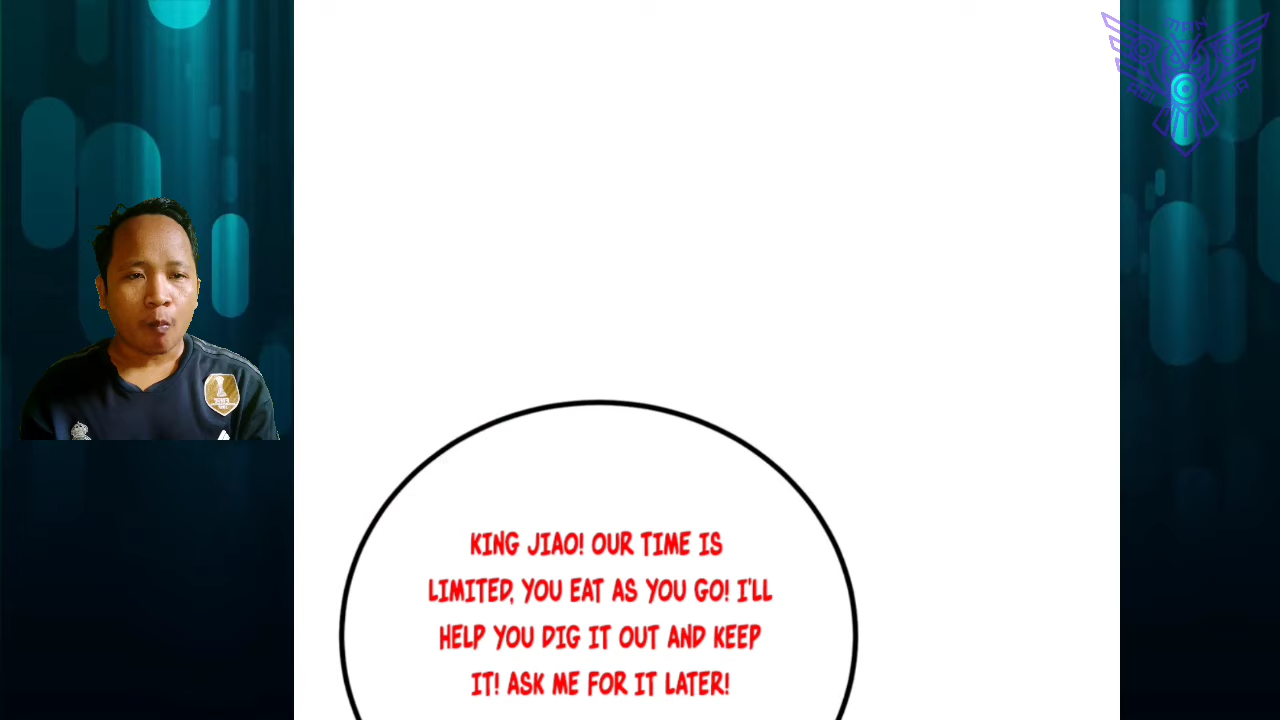 KING JIAO! OUR TIME IS
LIMITED, YOU EAT AS YOU GO! I'LL
HELP YOU DIG IT OUT AND KEEP
IT! ASK ME FOR IT LATER!